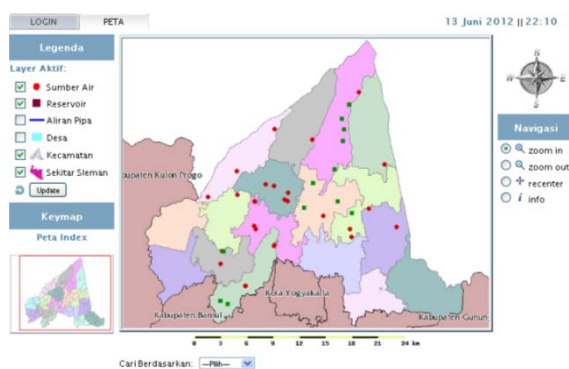 LOGIN
PETA
13 Juni 2012 || 22:10
Legenda
Layer Aktif:
Sumber Air
Reservoir
Aliran Pipa
Desa
Kecamatan
Sekitar Sleman
Update
Keymap
Peta Index
Kabupaten Kulon Progo
Kota Yogyakarta
Kabupaten Bantul
Kabupaten Gunun
N
W
E
S
Navigasi
zoom in
zoom out
recenter
info
0 3 6 9 12 15 18 21 24 km
Cari Berdasarkan: ---Pilih---